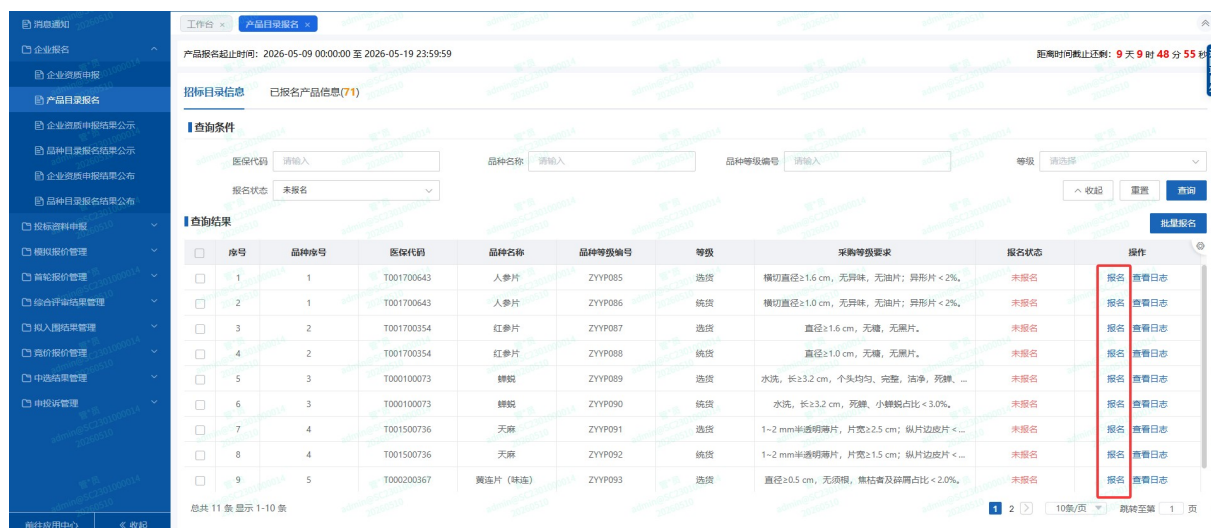 消息通知
企业报名
企业资质申报
产品目录报名
企业资质申报结果公示
品种目录报名结果公示
企业资质申报结果公布
品种目录报名结果公布
投标资料申报
模拟报价管理
首轮报价管理
综合评审结果管理
拟入围结果管理
竞价报价管理
中选结果管理
申投诉管理
前往应用中心 《 收起
工作台 × 产品目录报名 ×
产品报名起止时间：2026-05-09 00:00:00 至 2026-05-19 23:59:59 距离时间截止还剩：9 天 9 时 48 分 55 秒
招标目录信息 已报名产品信息(71)
查询条件
医保代码 请输入 品种名称 请输入 品种等级编号 请输入 等级 请选择
报名状态 未报名 收起 重置 查询
查询结果 批量报名
序号 品种序号 医保代码 品种名称 品种等级编号 等级 采购等级要求 报名状态 操作
1 1 T001700643 人参片 ZYYP085 选货 横切直径≥1.6 cm，无异味，无油片；异形片＜2%。 未报名 报名 查看日志
2 1 T001700643 人参片 ZYYP086 统货 横切直径≥1.0 cm，无异味，无油片；异形片＜2%。 未报名 报名 查看日志
3 2 T001700354 红参片 ZYYP087 选货 直径≥1.6 cm，无糖，无黑片。 未报名 报名 查看日志
4 2 T001700354 红参片 ZYYP088 统货 直径≥1.0 cm，无糖，无黑片。 未报名 报名 查看日志
5 3 T000100073 蝉蜕 ZYYP089 选货 水洗，长≥3.2 cm，个头均匀、完整，洁净，死蝉、... 未报名 报名 查看日志
6 3 T000100073 蝉蜕 ZYYP090 统货 水洗，长≥3.2 cm，死蝉、小蝉蜕占比＜3.0%。 未报名 报名 查看日志
7 4 T001500736 天麻 ZYYP091 选货 1~2 mm半透明薄片，片宽≥2.5 cm；纵片边皮片＜... 未报名 报名 查看日志
8 4 T001500736 天麻 ZYYP092 统货 1~2 mm半透明薄片，片宽≥1.5 cm；纵片边皮片＜... 未报名 报名 查看日志
9 5 T000200367 黄连片（味连） ZYYP093 选货 直径≥0.5 cm，无须根，焦枯者及碎屑占比＜2.0%。 未报名 报名 查看日志
总共 11 条 显示 1-10 条 1 2 10条/页 跳转至第 1 页